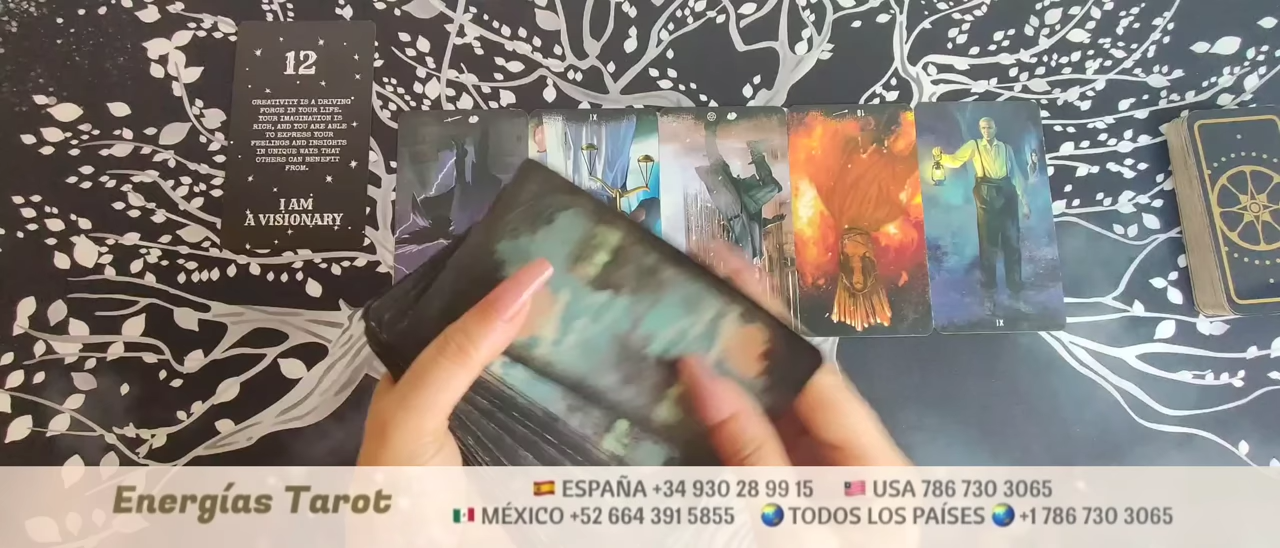 12
CREATIVITY IS A DRIVING
FORCE IN YOUR LIFE.
YOUR IMAGINATION IS
RICH, AND YOU ARE ABLE
TO EXPRESS YOUR
FEELINGS AND INSIGHTS
IN UNIQUE WAYS THAT
OTHERS CAN BENEFIT
FROM.
I AM
A VISIONARY
XI
IX
Energías Tarot
ESPAÑA +34 930 28 99 15 USA 786 730 3065
MÉXICO +52 664 391 5855 TODOS LOS PAÍSES +1 786 730 3065